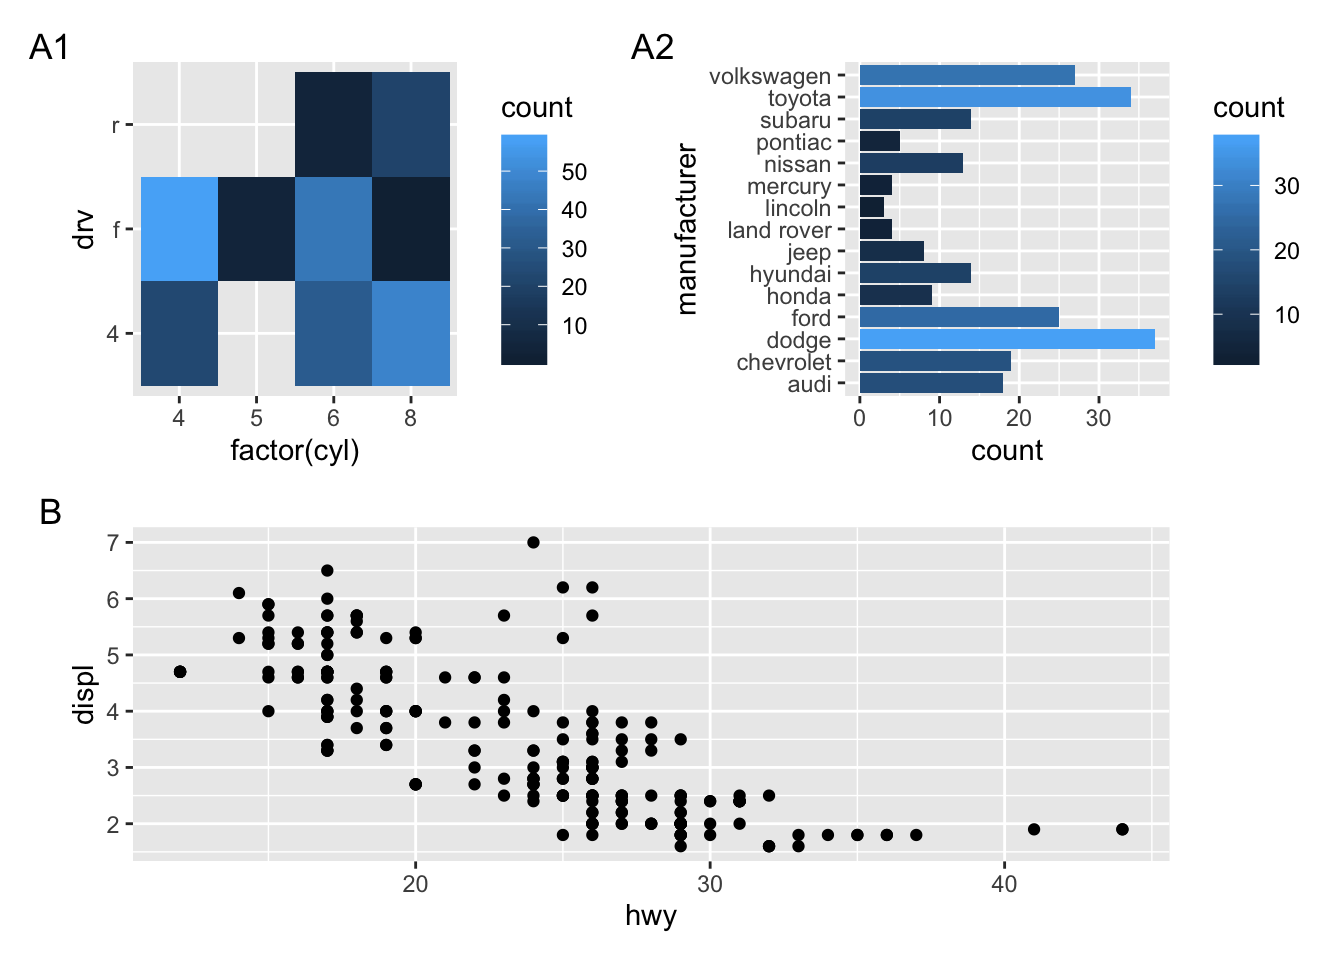 A1
drv
r
f
4
4 5 6 8
factor(cyl)
count
50
40
30
20
10
A2
manufacturer
volkswagen
toyota
subaru
pontiac
nissan
mercury
lincoln
land rover
jeep
hyundai
honda
ford
dodge
chevrolet
audi
0 10 20 30
count
count
30
20
10
B
displ
7
6
5
4
3
2
20 30 40
hwy